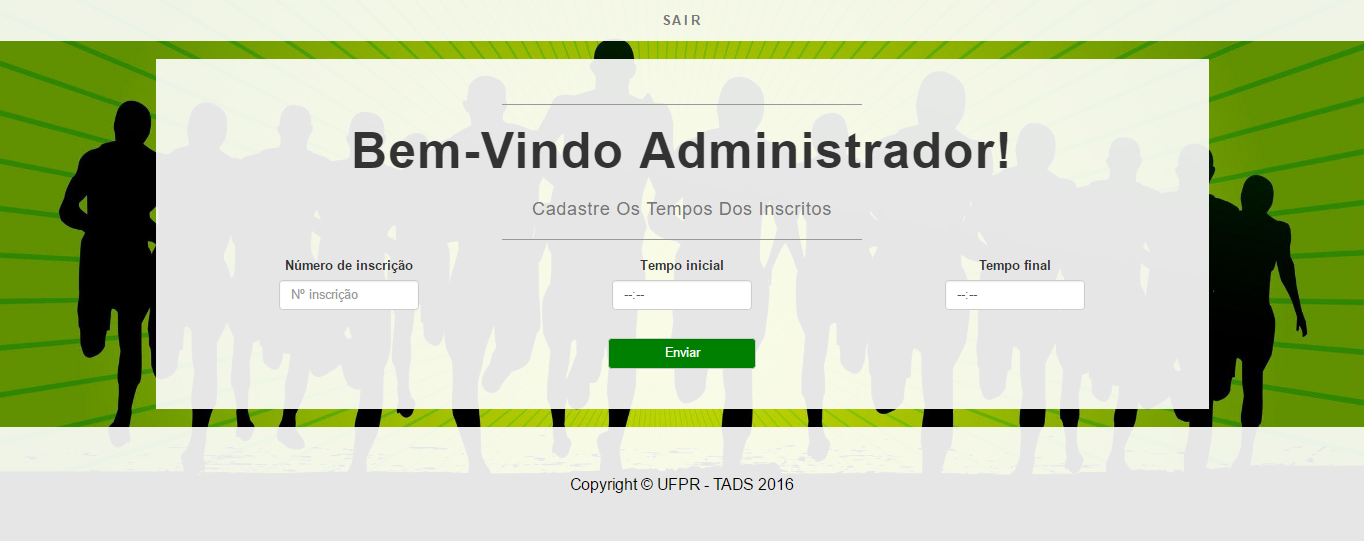 SAIR
Bem-Vindo Administrador!
Cadastre Os Tempos Dos Inscritos
Número de inscrição Tempo inicial Tempo final
Nº inscrição --:-- --:--
Enviar
Copyright © UFPR - TADS 2016